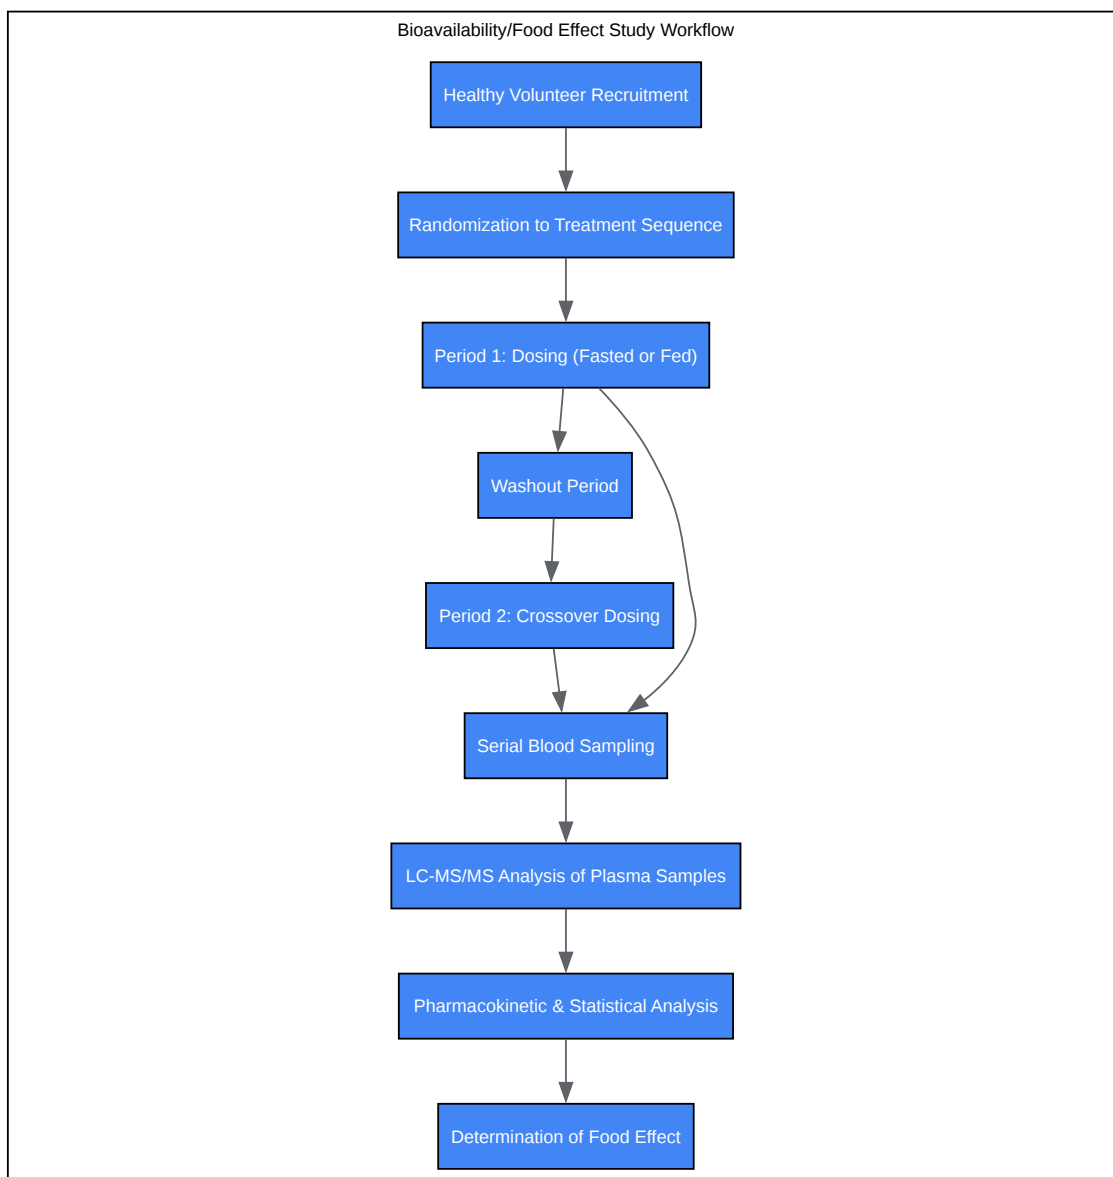 Bioavailability/Food Effect Study Workflow
Healthy Volunteer Recruitment
Randomization to Treatment Sequence
Period 1: Dosing (Fasted or Fed)
Washout Period
Period 2: Crossover Dosing
Serial Blood Sampling
LC-MS/MS Analysis of Plasma Samples
Pharmacokinetic & Statistical Analysis
Determination of Food Effect